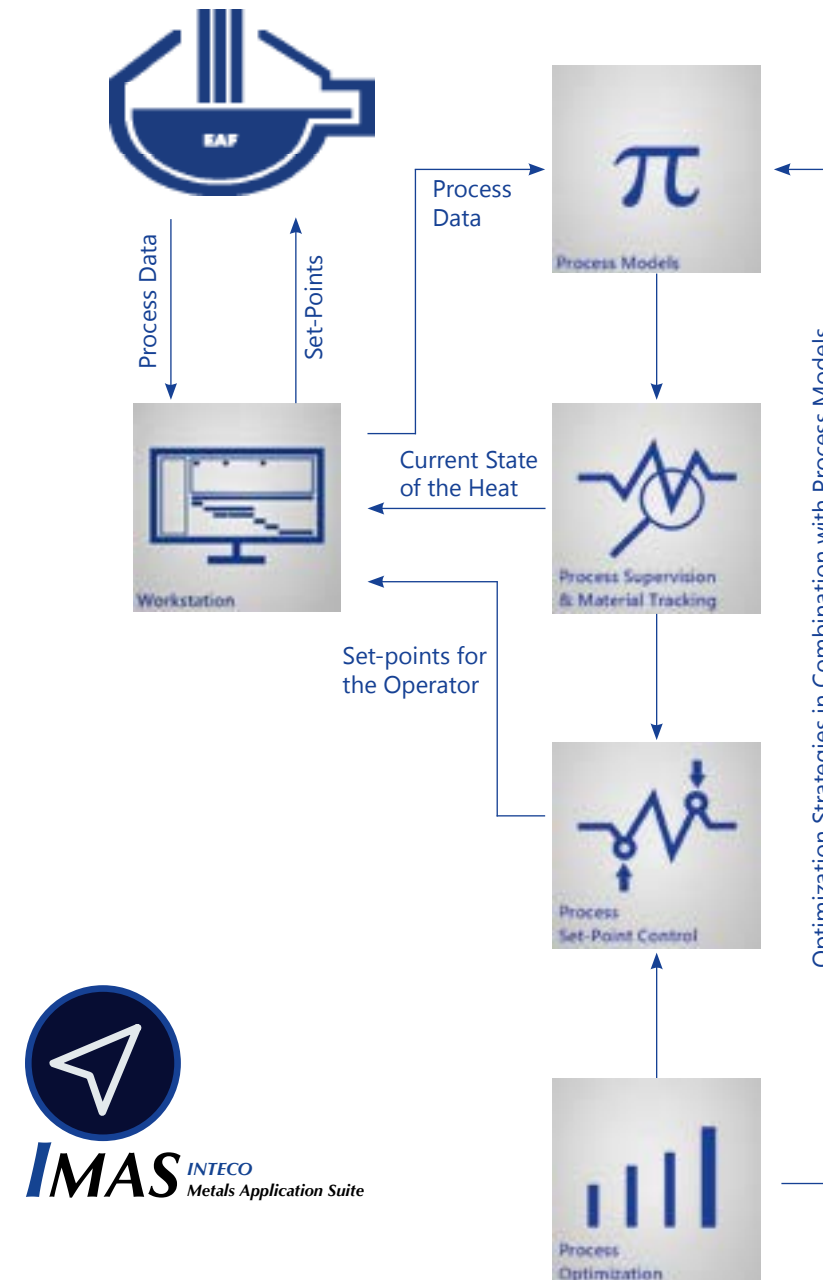 EAF
Process
Data
Process Models
Process Data
Set-Points
Optimization Strategies in Combination with Process Models
Current State
of the Heat
Workstation
Process Supervision
& Material Tracking
Set-points for
the Operator
Process
Set-Point Control
IMAS INTECO
Metals Application Suite
Process
Optimization